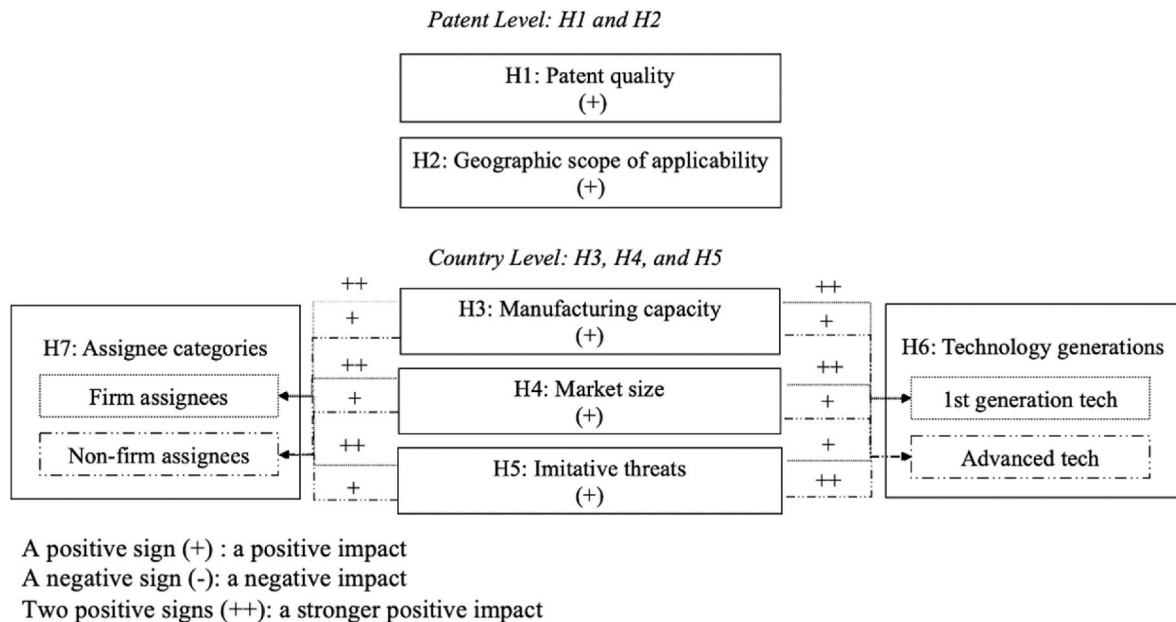 Patent Level: H1 and H2
H1: Patent quality
(+)
H2: Geographic scope of applicability
(+)
Country Level: H3, H4, and H5
++
+
++
+
++
+
H7: Assignee categories
Firm assignees
Non-firm assignees
H3: Manufacturing capacity
(+)
H4: Market size
(+)
H5: Imitative threats
(+)
++
+
++
+
+
++
H6: Technology generations
1st generation tech
Advanced tech
A positive sign (+) : a positive impact
A negative sign (-): a negative impact
Two positive signs (++): a stronger positive impact